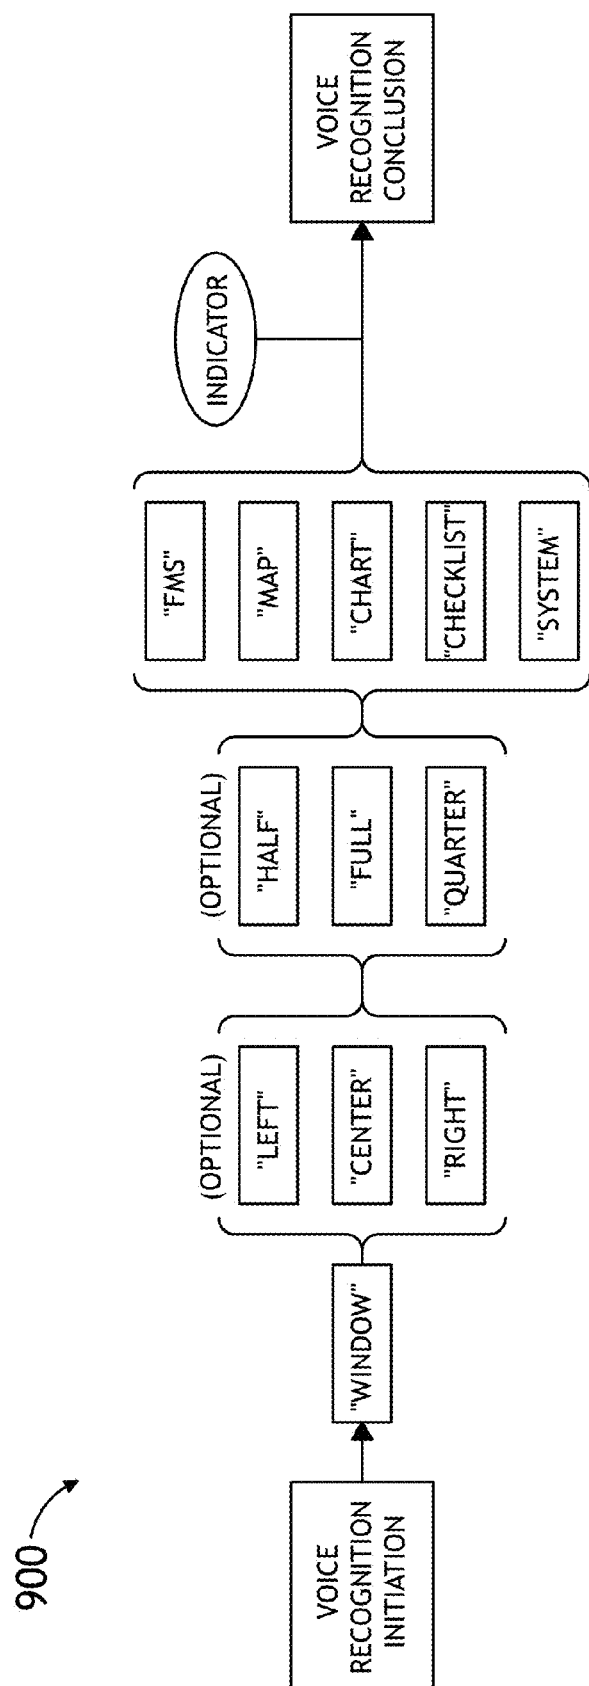 900
VOICE
RECOGNITION
INITIATION
"WINDOW"
(OPTIONAL)
"LEFT"
"CENTER"
"RIGHT"
(OPTIONAL)
"HALF"
"FULL"
"QUARTER"
"FMS"
"MAP"
"CHART"
"CHECKLIST"
"SYSTEM"
INDICATOR
VOICE
RECOGNITION
CONCLUSION